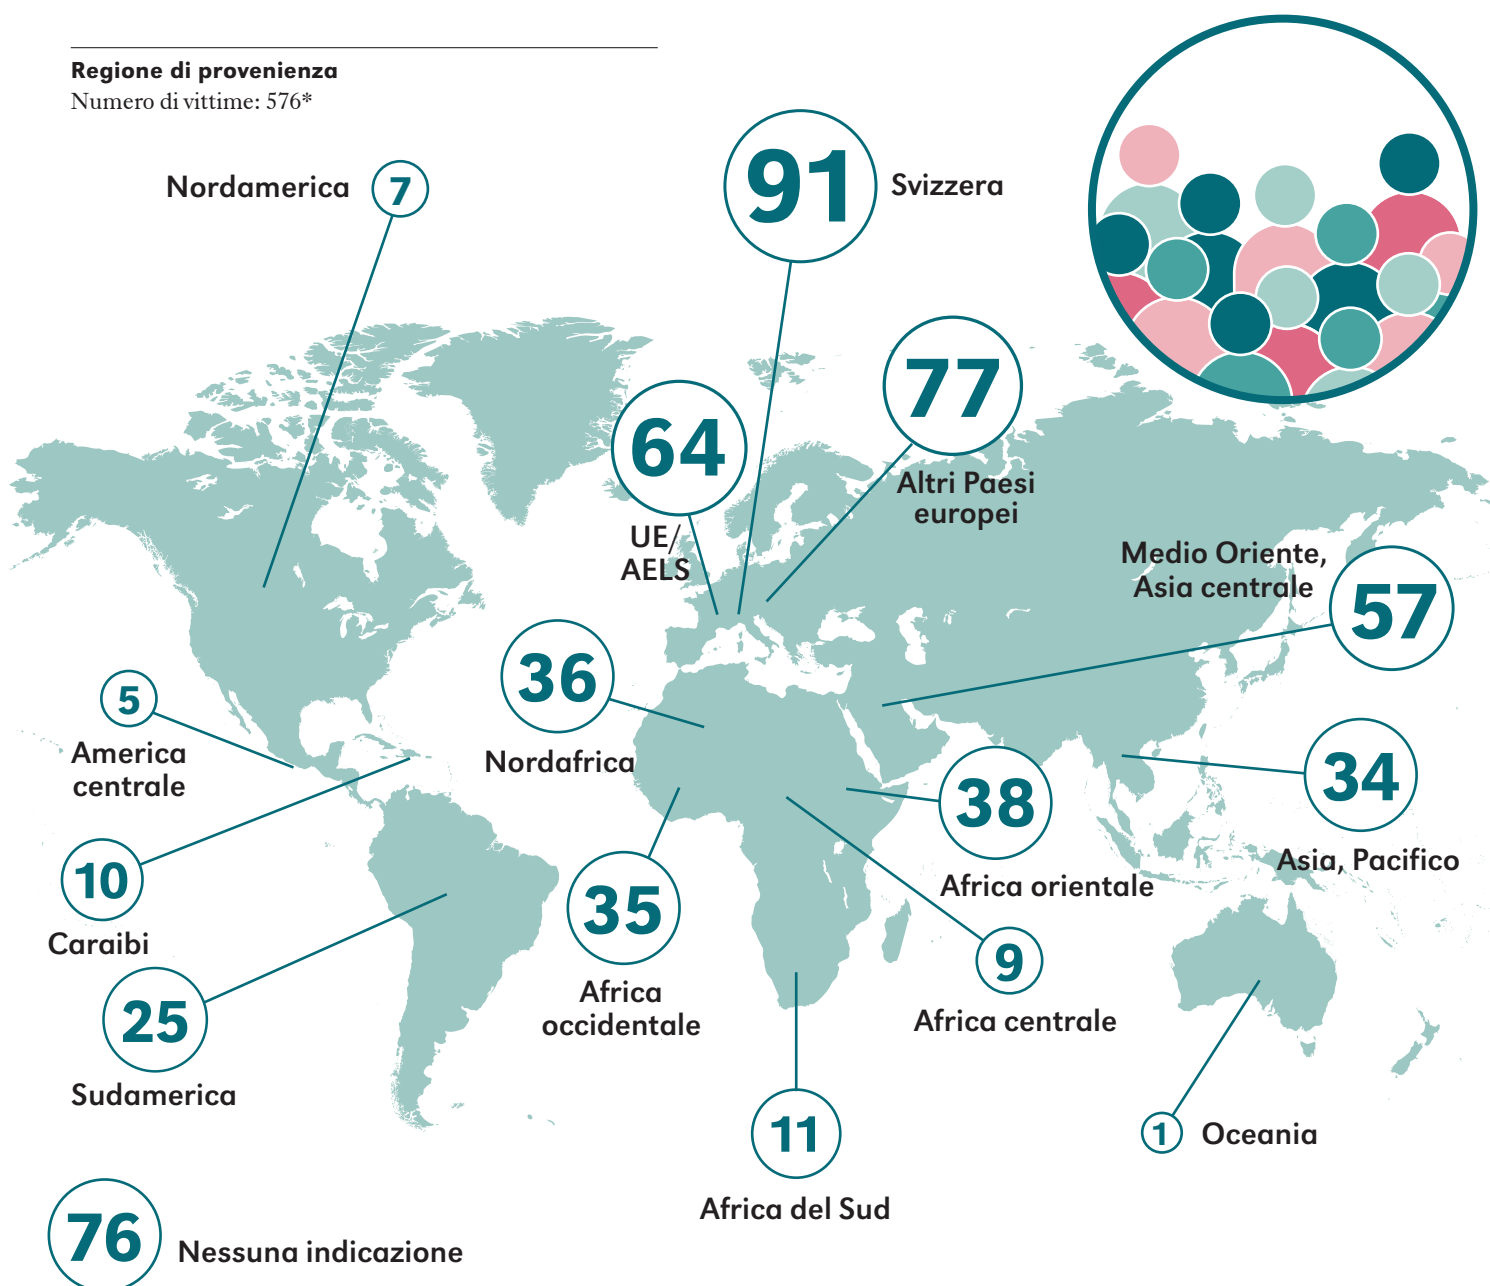 Regione di provenienza
Numero di vittime: 576*
Nordamerica
7
91
Svizzera
77
Altri Paesi
europei
64
UE/
AELS
Medio Oriente,
Asia centrale
57
36
Nordafrica
5
America
centrale
34
Asia, Pacifico
38
Africa orientale
10
Caraibi
35
Africa
occidentale
9
Africa centrale
25
Sudamerica
11
Africa del Sud
1
Oceania
76
Nessuna indicazione